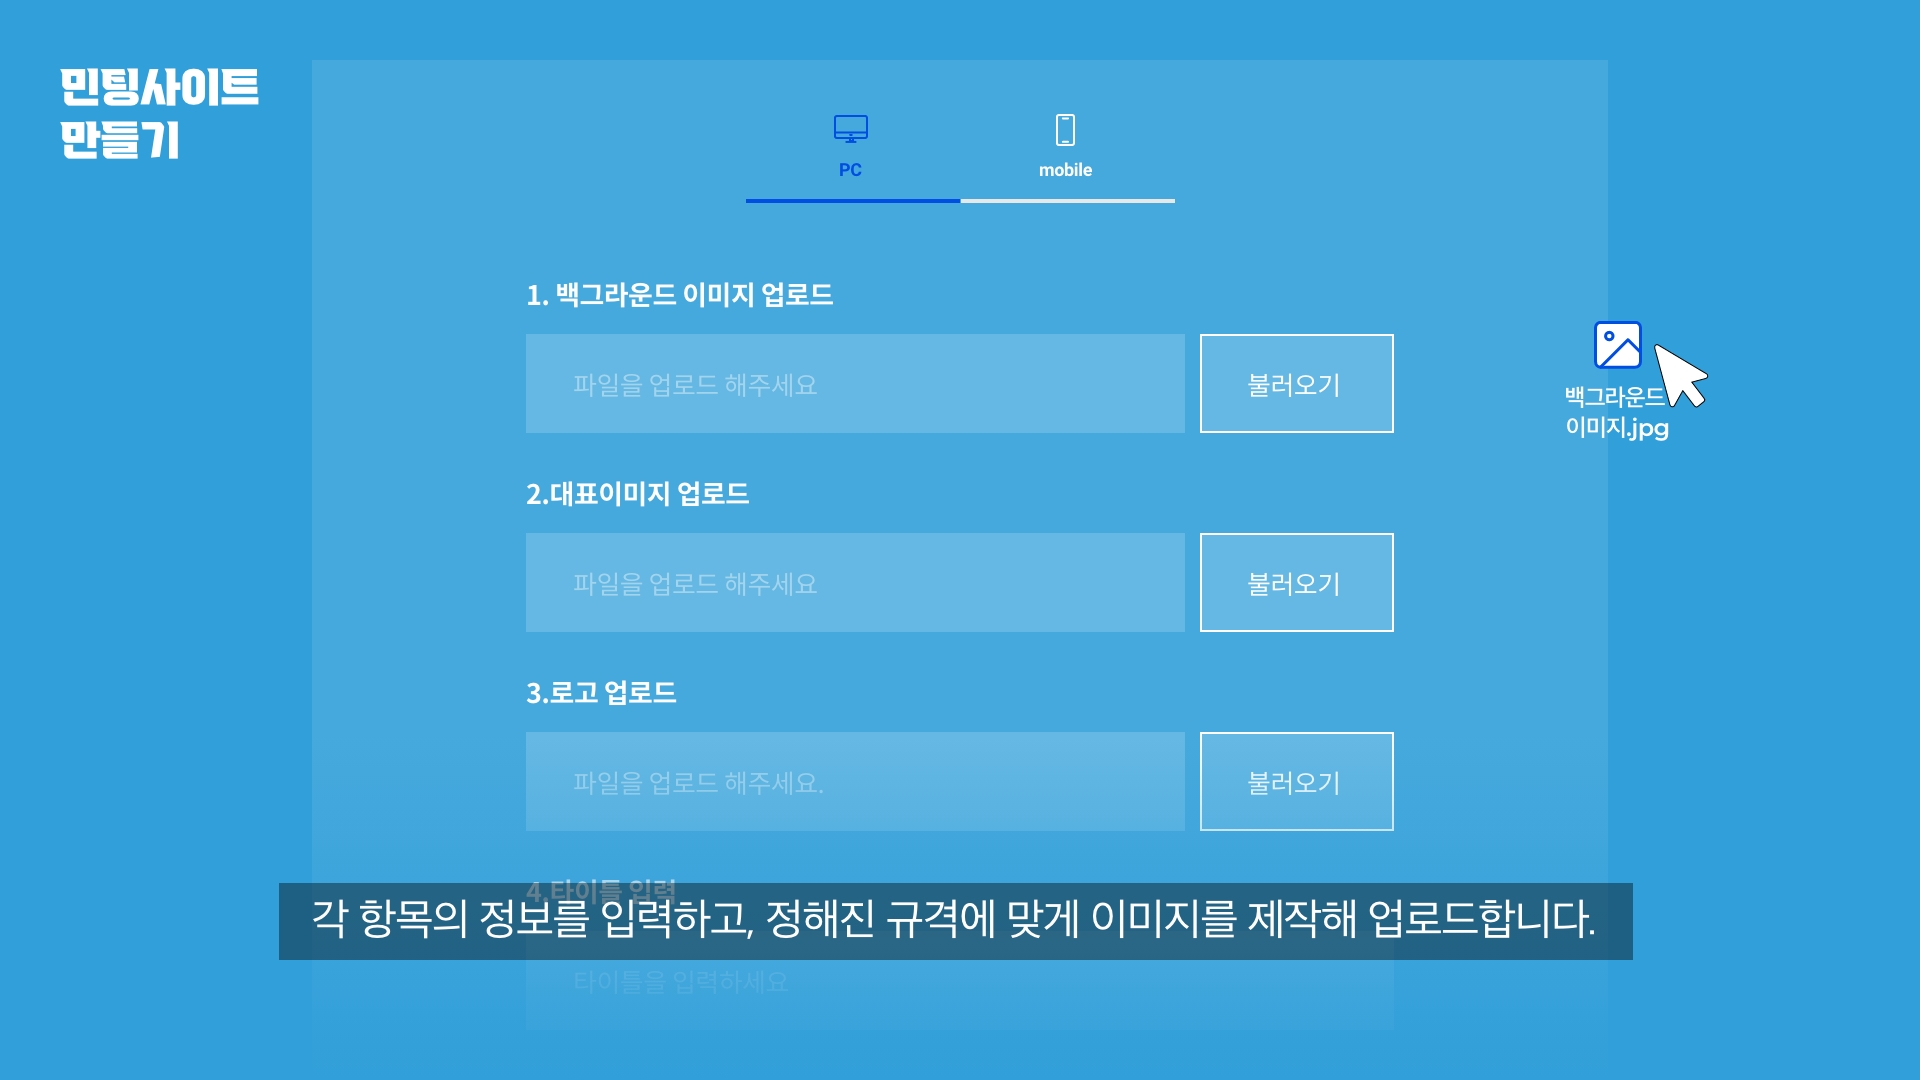 민팅사이트
만들기
PC
mobile
1. 백그라운드 이미지 업로드
파일을 업로드 해주세요
불러오기
백그라운드
이미지.jpg
2.대표이미지 업로드
파일을 업로드 해주세요
불러오기
3.로고 업로드
파일을 업로드 해주세요.
불러오기
4.타이틀 입력
각 항목의 정보를 입력하고, 정해진 규격에 맞게 이미지를 제작해 업로드합니다.
타이틀을 입력하세요